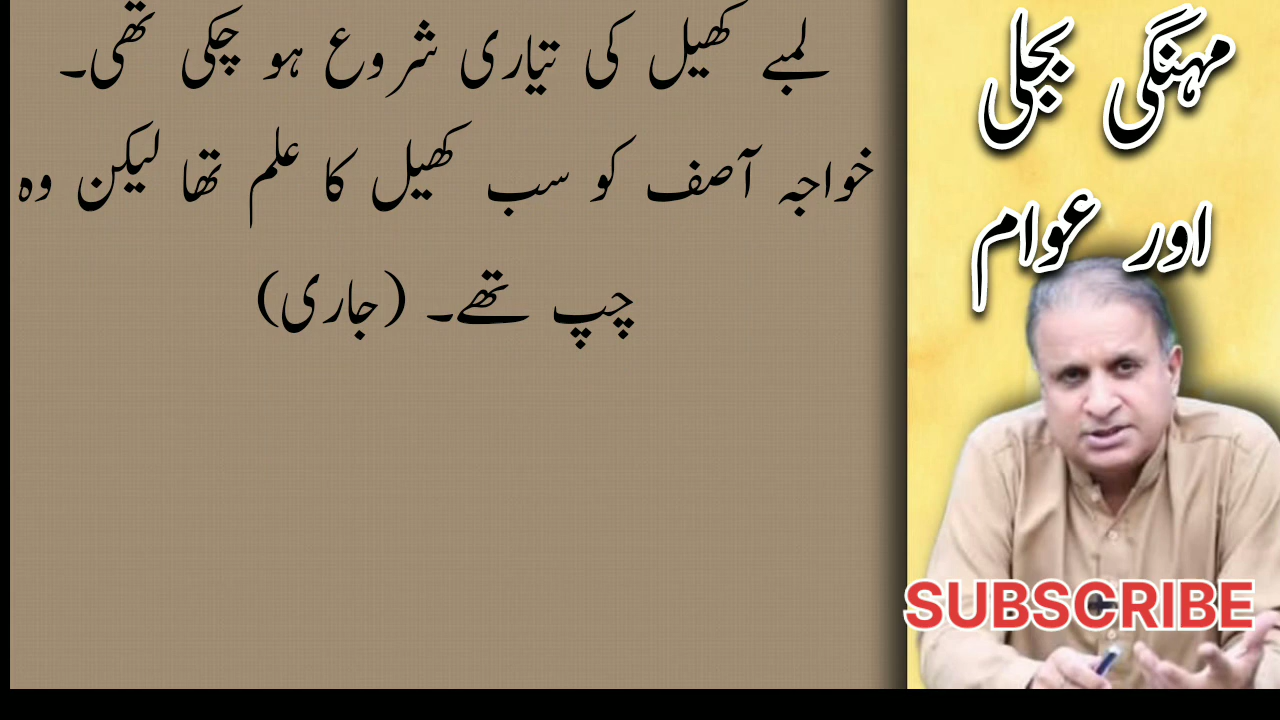 لمبے کھیل کی تیاری شروع ہو چکی تھی۔
خواجہ آصف کو سب کھیل کا علم تھا لیکن وہ
چپ تھے۔ (جاری)
مہنگی بجلی
اور عوام
SUBSCRIBE